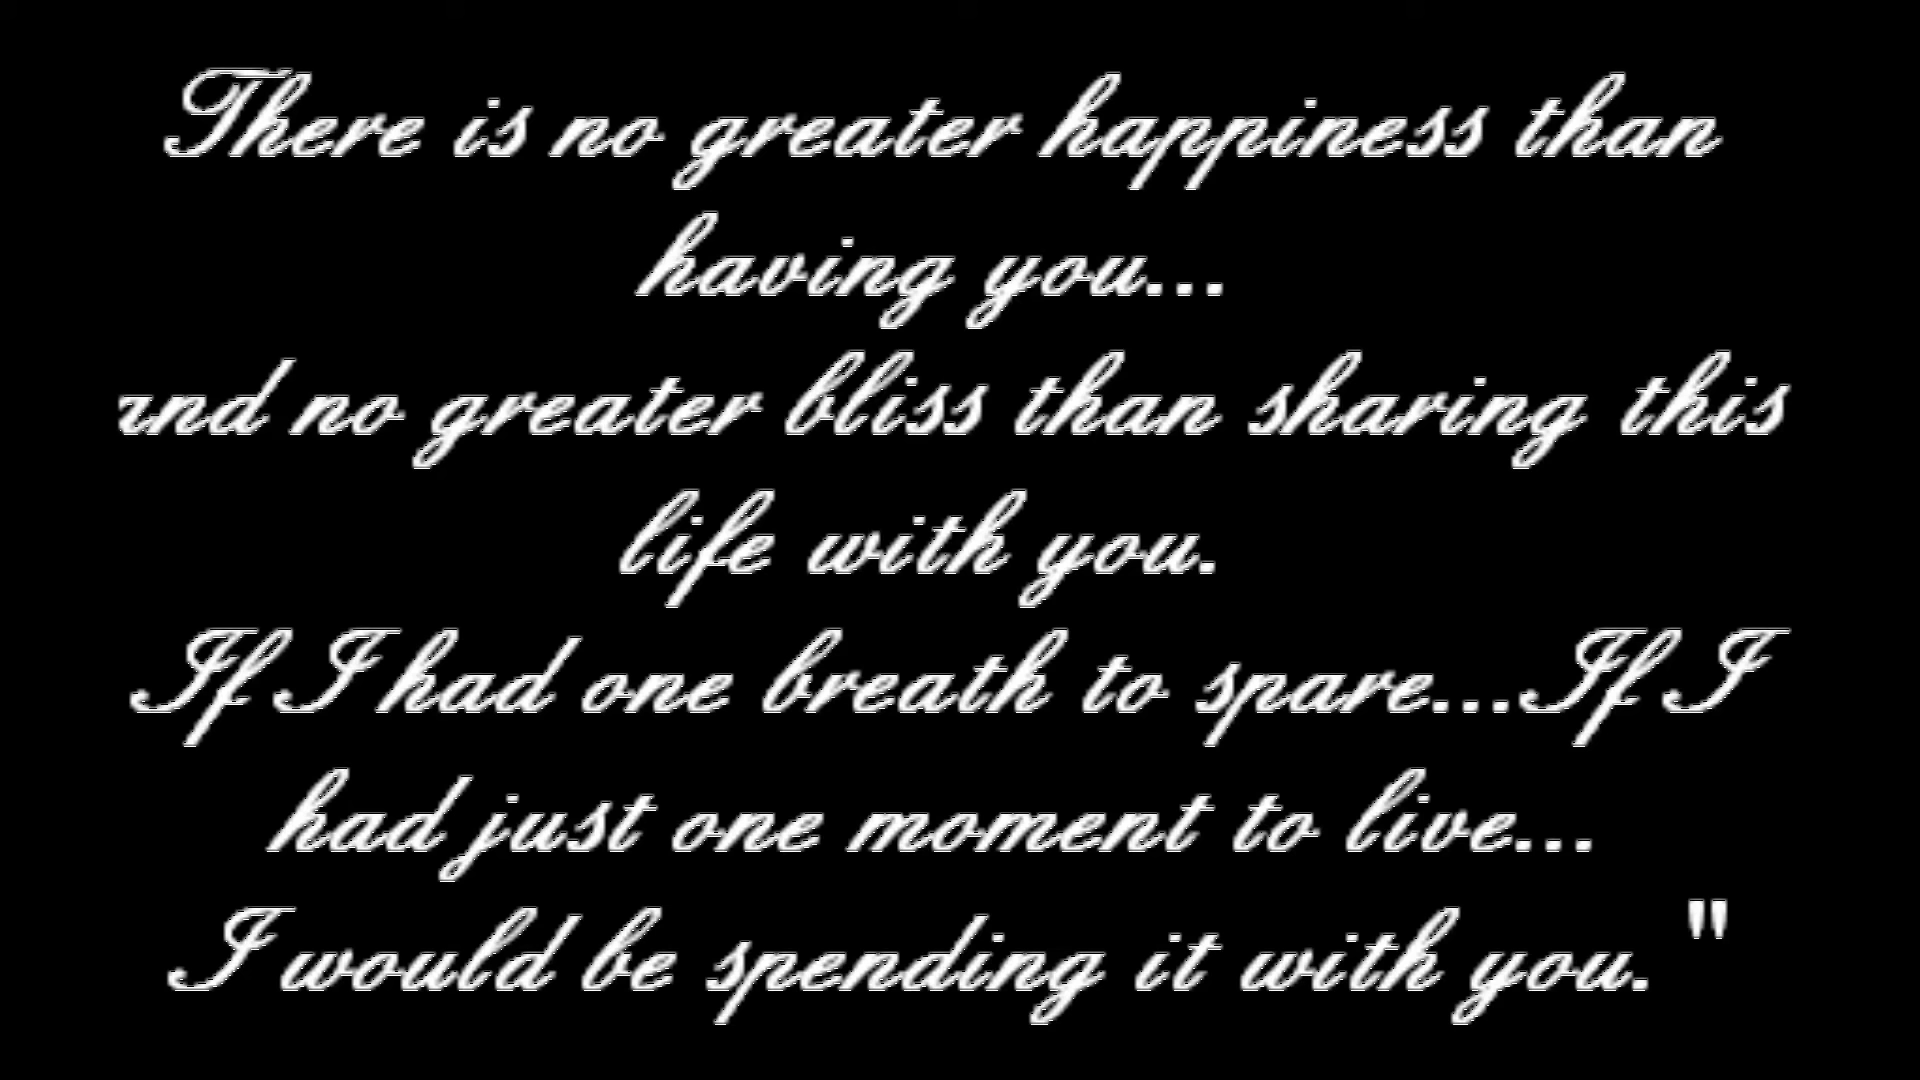 There is no greater happiness than
having you...
and no greater bliss than sharing this
life with you.
If I had one breath to spare...If I
had just one moment to live...
I would be spending it with you. "